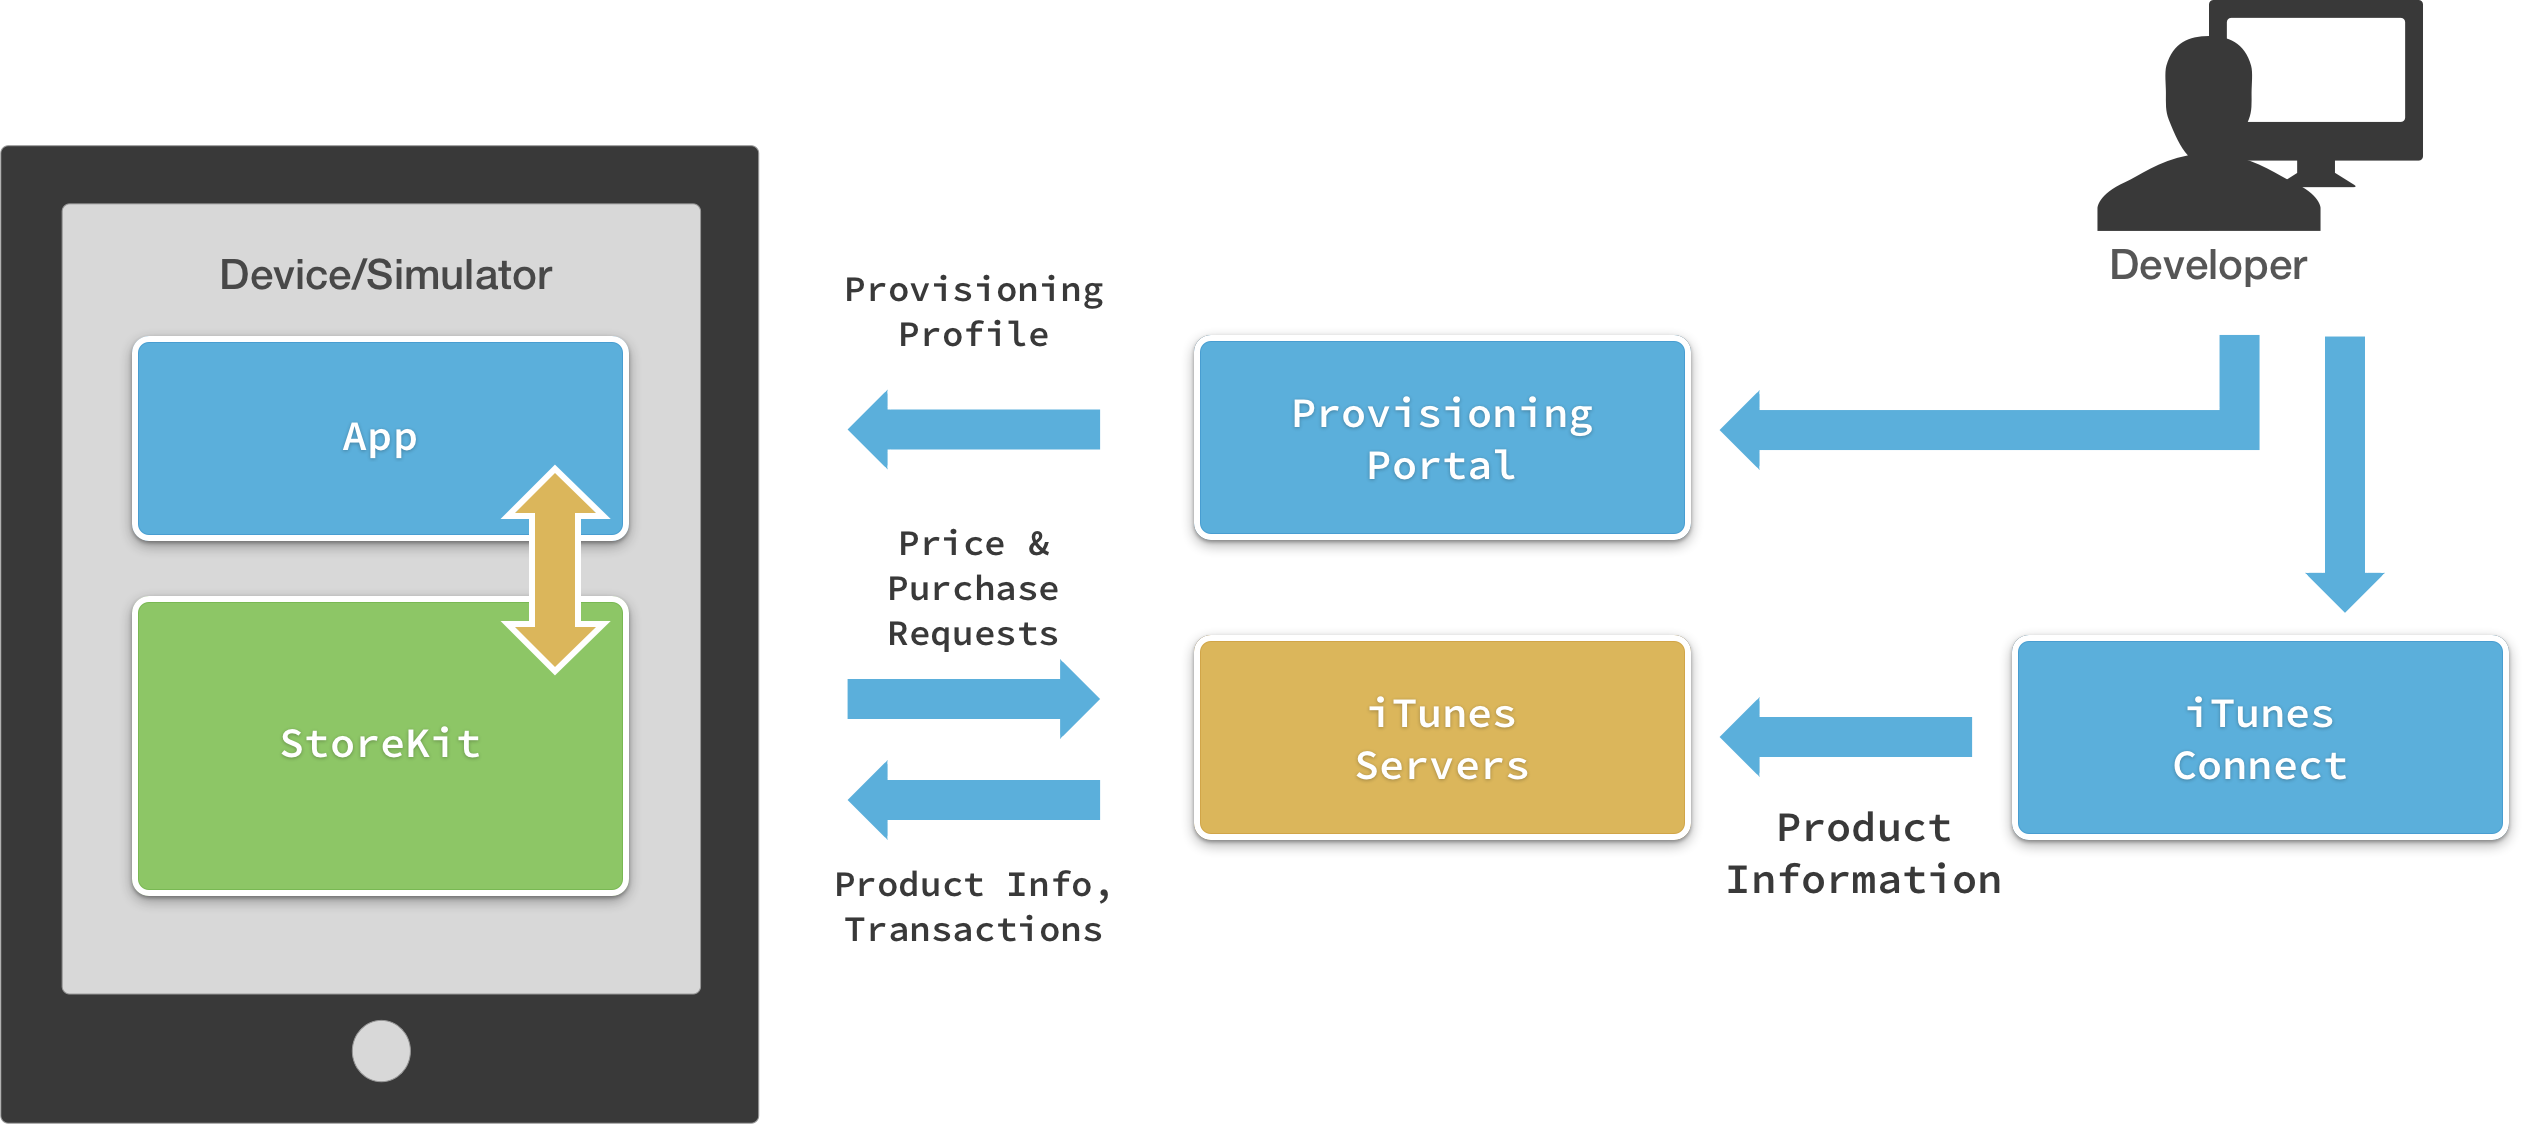 Developer
Device/Simulator
Provisioning
Profile
App
Provisioning
Portal
Price &
Purchase
Requests
StoreKit
iTunes
Servers
iTunes
Connect
Product
Information
Product Info,
Transactions